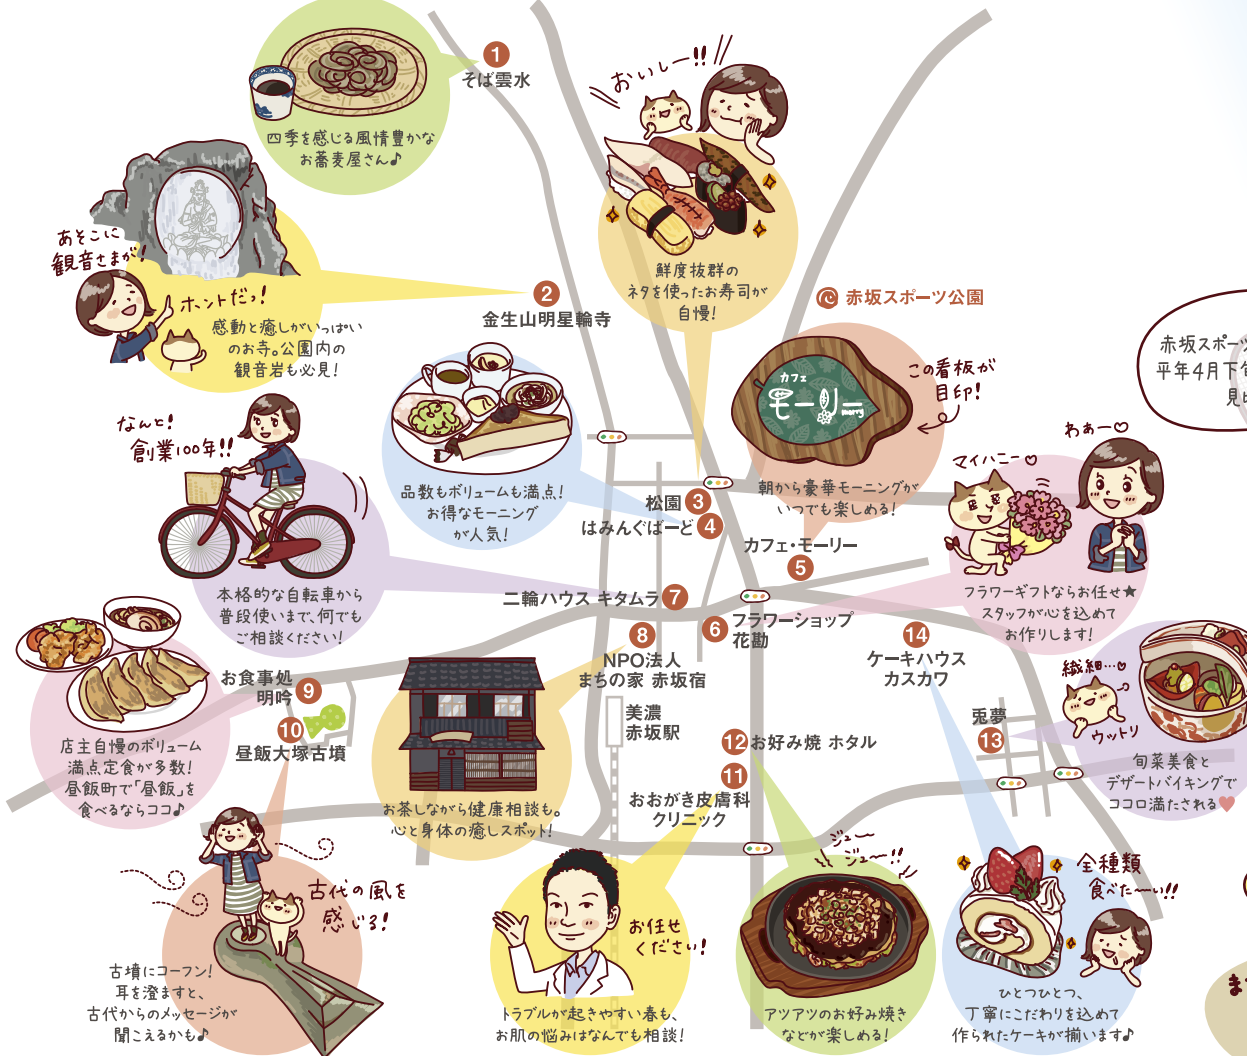 1
そば雲水
四季を感じる風情豊かな
お蕎麦屋さん♪
おいしー!!
鮮度抜群の
ネタを使ったお寿司が
自慢!
あそこに
観音さまが!
ホントだっ!
感動と癒しがいっぱい
のお寺。公園内の
観音岩も必見!
2
金生山明星輪寺
赤坂スポーツ公園
カフェ
モーリー
merry
この看板が
目印!
朝から豪華モーニングが
いつでも楽しめる!
赤坂スポーツ
平年4月下旬
見
なんと!
創業100年!!
品数もボリュームも満点!
お得なモーニング
が人気!
松園 3
はみんぐばーど 4
カフェ・モーリー
5
わぁー♡
マイハニー♡
フラワーギフトならお任せ★
スタッフが心を込めて
お作りします!
本格的な自転車から
普段使いまで、何でも
ご相談ください!
二輪ハウス キタムラ 7
6 フラワーショップ
花勘
8
NPO法人
まちの家 赤坂宿
14
ケーキハウス
カスカワ
お食事処
明吟 9
10
昼飯大塚古墳
店主自慢のボリューム
満点定食が多数!
昼飯町で「昼飯」を
食べるならココ♪
美濃
赤坂駅
12 お好み焼 ホタル
11
おおがき皮膚科
クリニック
兎夢
13
繊細…♡
ウットリ
旬菜美食と
デザートバイキングで
ココロ満たされる♥
お茶しながら健康相談も。
心と身体の癒しスポット!
古代の風を
感じる!
古墳にコーフン!
耳を澄ますと、
古代からのメッセージが
聞こえるかも♪
お任せ
ください!
トラブルが起きやすい春も、
お肌の悩みはなんでも相談!
ジュー〜
ジュー〜!!
アツアツのお好み焼き
などが楽しめる!
全種類
食べた〜い!!
ひとつひとつ、
丁寧にこだわりを込めて
作られたケーキが揃います♪
ま